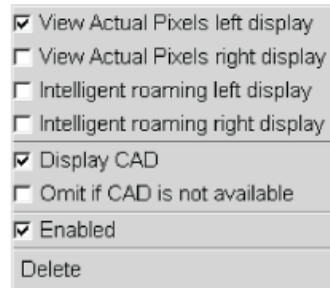 View Actual Pixels left display
View Actual Pixels right display
Intelligent roaming left display
Intelligent roaming right display
Display CAD
Omit if CAD is not available
Enabled
Delete